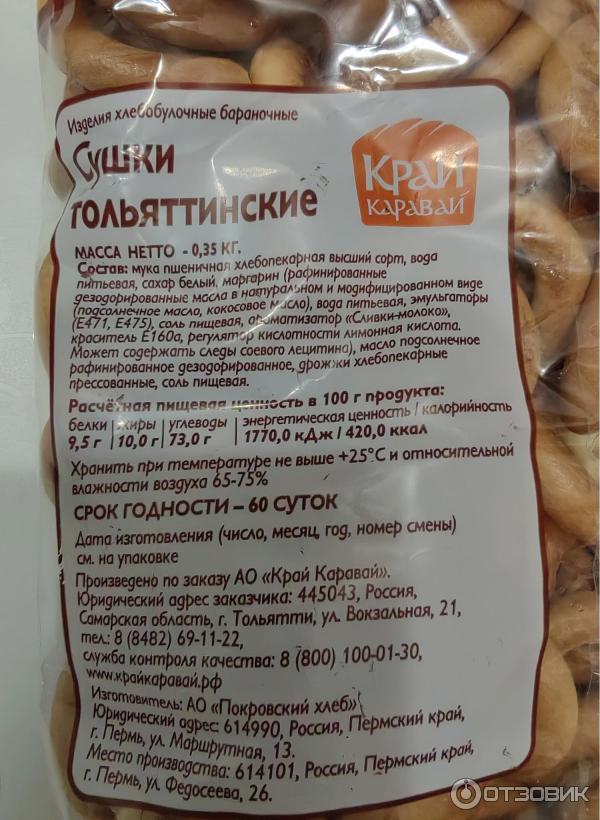 Изделия хлебобулочные бараночные
Сушки
тольяттинские
Край
Каравай
МАССА НЕТТО - 0,35 КГ.
Состав: мука пшеничная хлебопекарная высший сорт, вода
питьевая, сахар белый, маргарин (рафинированные
дезодорированные масла в натуральном и модифицированном виде
(подсолнечное масло, кокосовое масло), вода питьевая, эмульгаторы
(Е471, Е475), соль пищевая, ароматизатор «Сливки-молоко»,
краситель Е160а, регулятор кислотности лимонная кислота.
Может содержать следы соевого лецитина), масло подсолнечное
рафинированное дезодорированное, дрожжи хлебопекарные
прессованные, соль пищевая.
Расчётная пищевая ценность в 100 г продукта:
белки жиры углеводы энергетическая ценность / калорийность
9,5 г 10,0 г 73,0 г 1770,0 кДж / 420,0 ккал
Хранить при температуре не выше +25°С и относительной
влажности воздуха 65-75%
СРОК ГОДНОСТИ – 60 СУТОК
Дата изготовления (число, месяц, год, номер смены)
см. на упаковке
Произведено по заказу АО «Край Каравай».
Юридический адрес заказчика: 445043, Россия,
Самарская область, г. Тольятти, ул. Вокзальная, 21,
тел.: 8 (8482) 69-11-22,
служба контроля качества: 8 (800) 100-01-30,
www.крайкаравай.рф
Изготовитель: АО «Покровский хлеб»
Юридический адрес: 614990, Россия, Пермский край,
г. Пермь, ул. Маршрутная, 13.
Место производства: 614101, Россия, Пермский край,
г. Пермь, ул. Федосеева, 26.
ОТЗОВИК